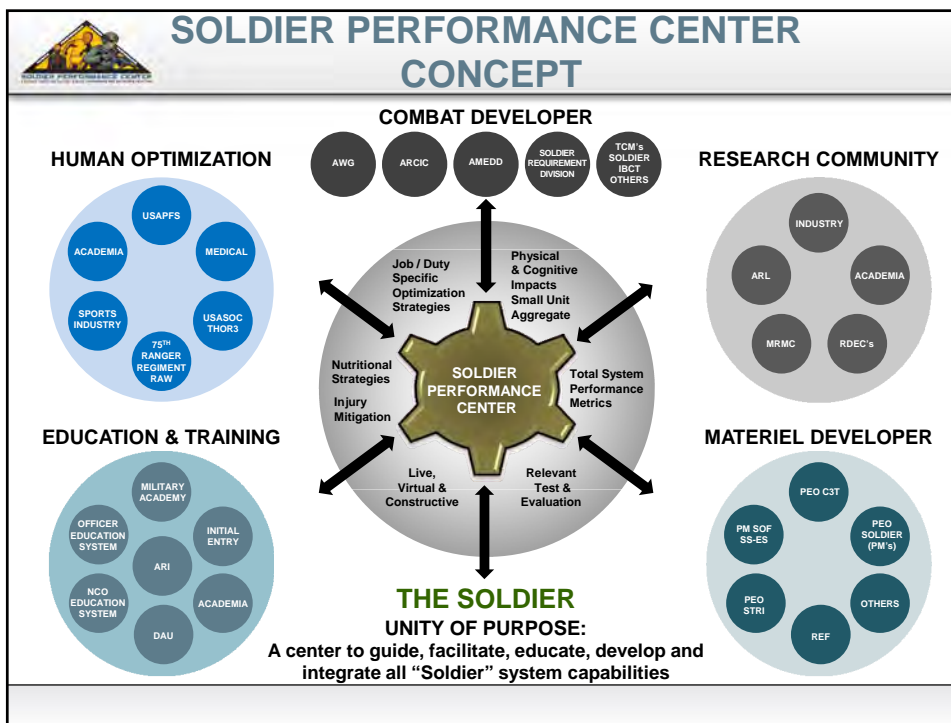 SOLDIER PERFORMANCE CENTER
CONCEPT
SOLDIER PERFORMANCE CENTER
COMBAT DEVELOPER
AWG
ARCIC
AMEDD
SOLDIER
REQUIREMENT
DIVISION
TCM's
SOLDIER
IBCT
OTHERS
HUMAN OPTIMIZATION
USAPFS
ACADEMIA
MEDICAL
SPORTS
INDUSTRY
USASOC
THOR3
75TH
RANGER
REGIMENT
RAW
RESEARCH COMMUNITY
INDUSTRY
ARL
ACADEMIA
MRMC
RDEC's
Job / Duty
Specific
Optimization
Strategies
Physical
& Cognitive
Impacts
Small Unit
Aggregate
Nutritional
Strategies
Injury
Mitigation
SOLDIER
PERFORMANCE
CENTER
Total System
Performance
Metrics
Live,
Virtual &
Constructive
Relevant
Test &
Evaluation
EDUCATION & TRAINING
MILITARY
ACADEMY
OFFICER
EDUCATION
SYSTEM
INITIAL
ENTRY
ARI
NCO
EDUCATION
SYSTEM
ACADEMIA
DAU
MATERIEL DEVELOPER
PEO C3T
PM SOF
SS-ES
PEO
SOLDIER
(PM's)
PEO
STRI
OTHERS
REF
THE SOLDIER
UNITY OF PURPOSE:
A center to guide, facilitate, educate, develop and
integrate all “Soldier” system capabilities